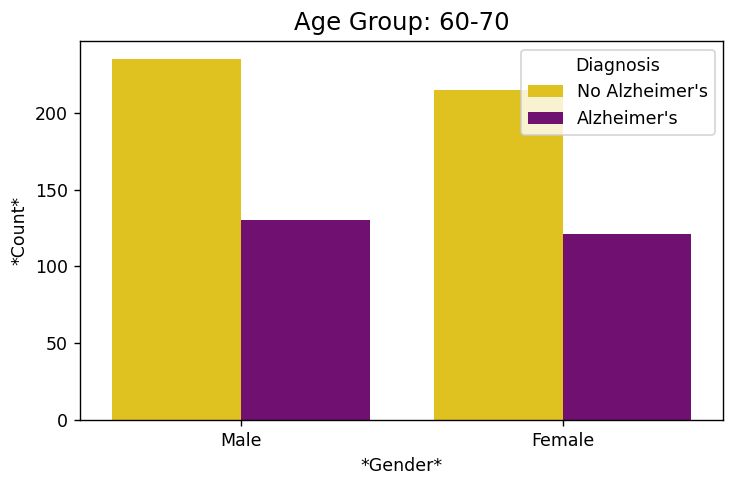 Age Group: 60-70
Diagnosis
No Alzheimer's
Alzheimer's
*Count*
200
150
100
50
0
Male
Female
*Gender*